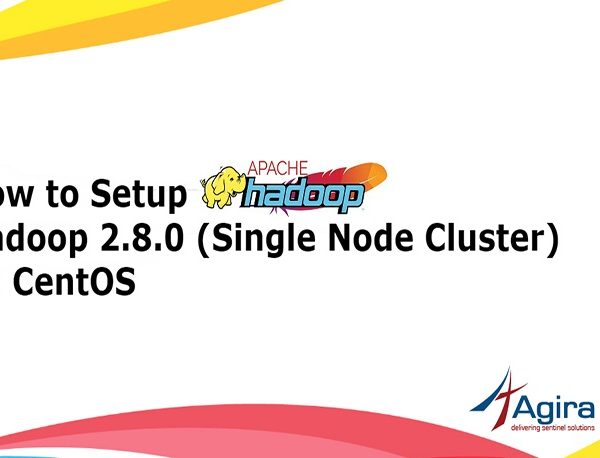 ow to Setup
APACHE
hadoop
adoop 2.8.0 (Single Node Cluster)
CentOS
Agira
delivering sentinel solutions